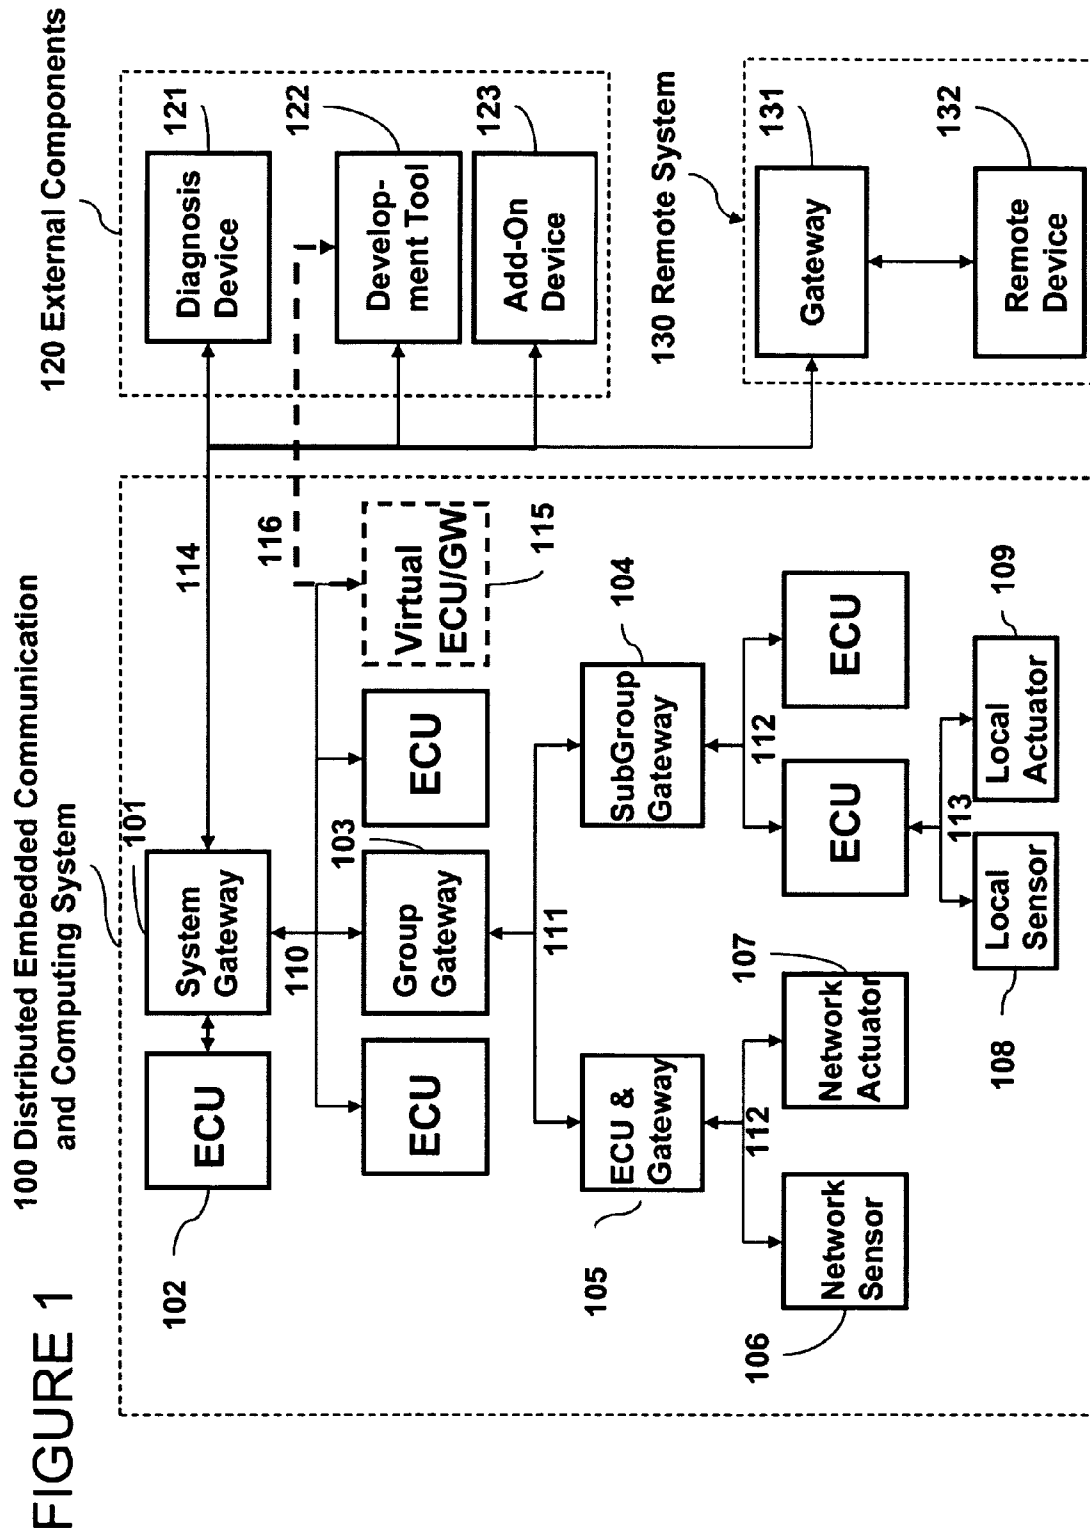 FIGURE 1
100 Distributed Embedded Communication
and Computing System
120 External Components
101
102
ECU
System
Gateway
114
Diagnosis
Device
121
110
116
ECU
Group
Gateway
103
ECU
Virtual
ECU/GW
115
Develop-
ment Tool
122
Add-On
Device
123
111
105
ECU &
Gateway
SubGroup
Gateway
104
130 Remote System
112
112
106
Network
Sensor
Network
Actuator
107
ECU
ECU
Gateway
131
113
108
Local
Sensor
Local
Actuator
109
Remote
Device
132